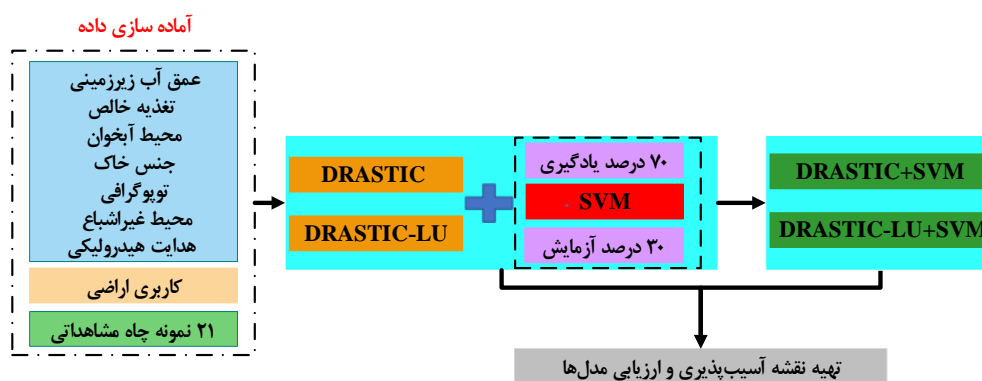 آماده سازی داده
عمق آب زیرزمینی
تغذیه خالص
محیط آبخوان
جنس خاک
توپوگرافی
محیط غیراشباع
هدایت هیدرولیکی
کاربری اراضی
۲۱ نمونه چاه مشاهداتی
DRASTIC
DRASTIC-LU
۷۰ درصد یادگیری
SVM
۳۰ درصد آزمایش
DRASTIC+SVM
DRASTIC-LU+SVM
تهیه نقشه آسیب‌پذیری و ارزیابی مدل‌ها